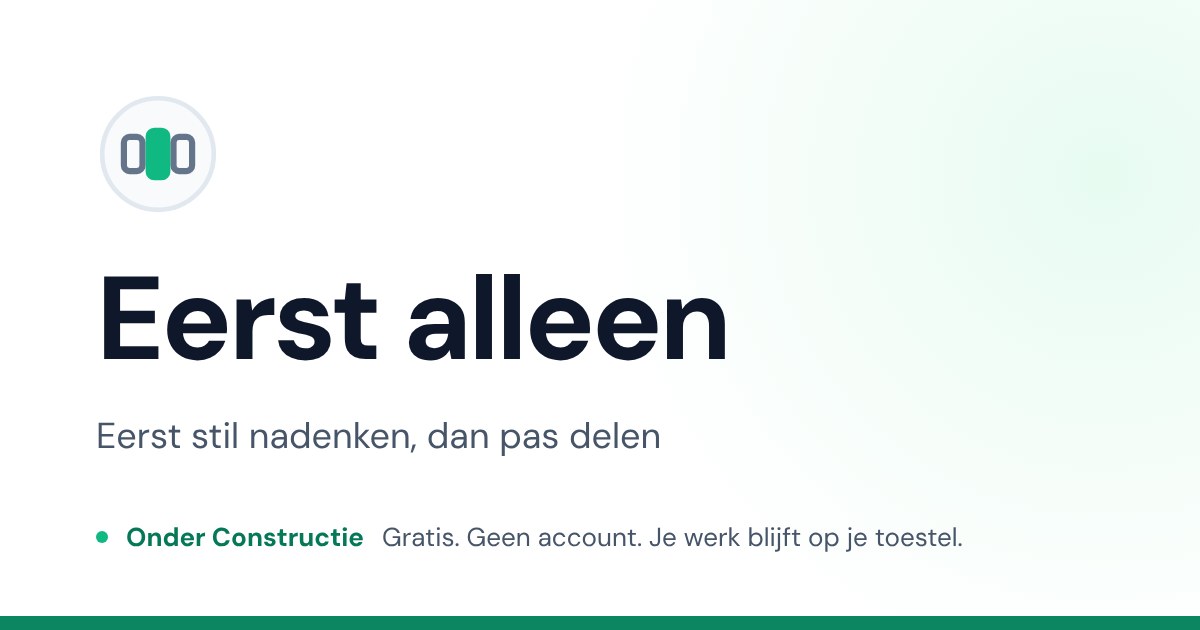 Eerst alleen
Eerst stil nadenken, dan pas delen
Onder Constructie Gratis. Geen account. Je werk blijft op je toestel.